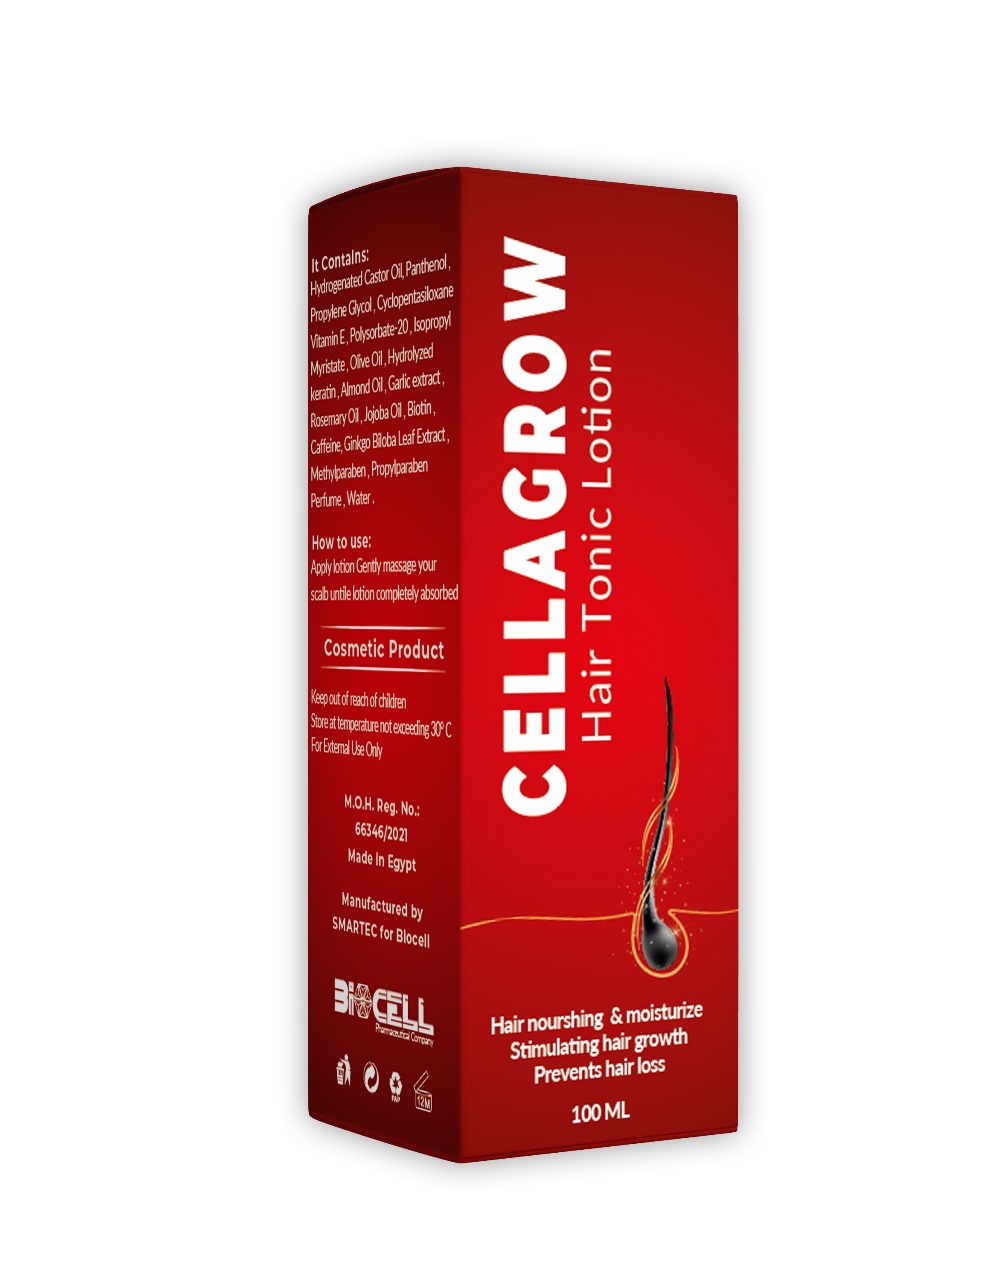 It Contains:
Hydrogenated Castor Oil, Panthenol ,
Propylene Glycol , Cyclopentasiloxane
Vitamin E , Polysorbate-20 , Isopropyl
Myristate , Olive Oil , Hydrolyzed
keratin , Almond Oil , Garlic extract ,
Rosemary Oil , Jojoba Oil , Biotin ,
Caffeine, Ginkgo Biloba Leaf Extract ,
Methylparaben , Propylparaben
Perfume , Water .
How to use:
Apply lotion Gently massage your
scalb untile lotion completely absorbed
Cosmetic Product
Keep out of reach of children
Store at temperature not exceeding 30º C
For External Use Only
M.O.H. Reg. No.:
66346/2021
Made In Egypt
Manufactured by
SMARTEC for Biocell
BioCELL
Pharmaceutical Company
PAP
12M
CELLAGROW
Hair Tonic Lotion
Hair nourshing & moisturize
Stimulating hair growth
Prevents hair loss
100 ML